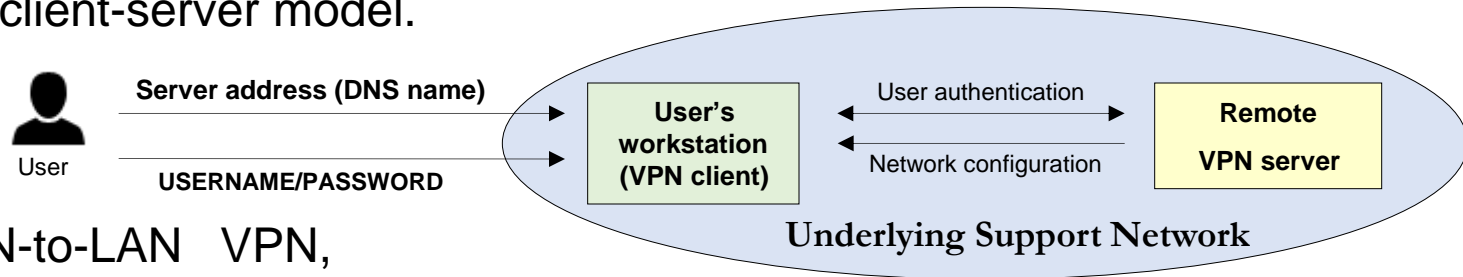 client-server model.
Server address (DNS name)
User
USERNAME/PASSWORD
User's
workstation
(VPN client)
User authentication
Network configuration
Remote
VPN server
Underlying Support Network
N-to-LAN VPN,